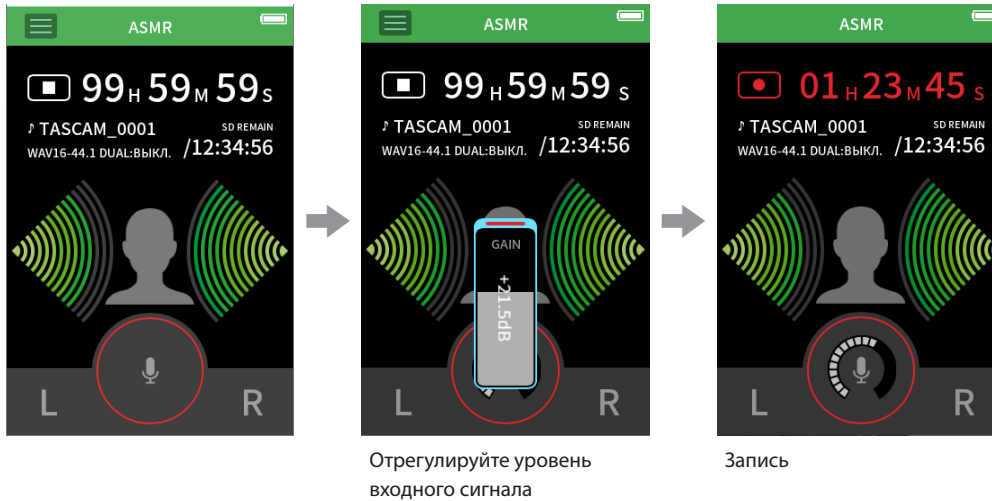 ASMR
99H59M59S
♪ TASCAM_0001
SD REMAIN
WAV16-44.1 DUAL:ВЫКЛ.
/12:34:56
L
R
ASMR
99H59M59S
♪ TASCAM_0001
SD REMAIN
WAV16-44.1 DUAL:ВЫКЛ.
/12:34:56
GAIN
+21.5dB
L
R
Отрегулируйте уровень
входного сигнала
ASMR
01H23M45S
♪ TASCAM_0001
SD REMAIN
WAV16-44.1 DUAL:ВЫКЛ.
/12:34:56
L
R
Запись